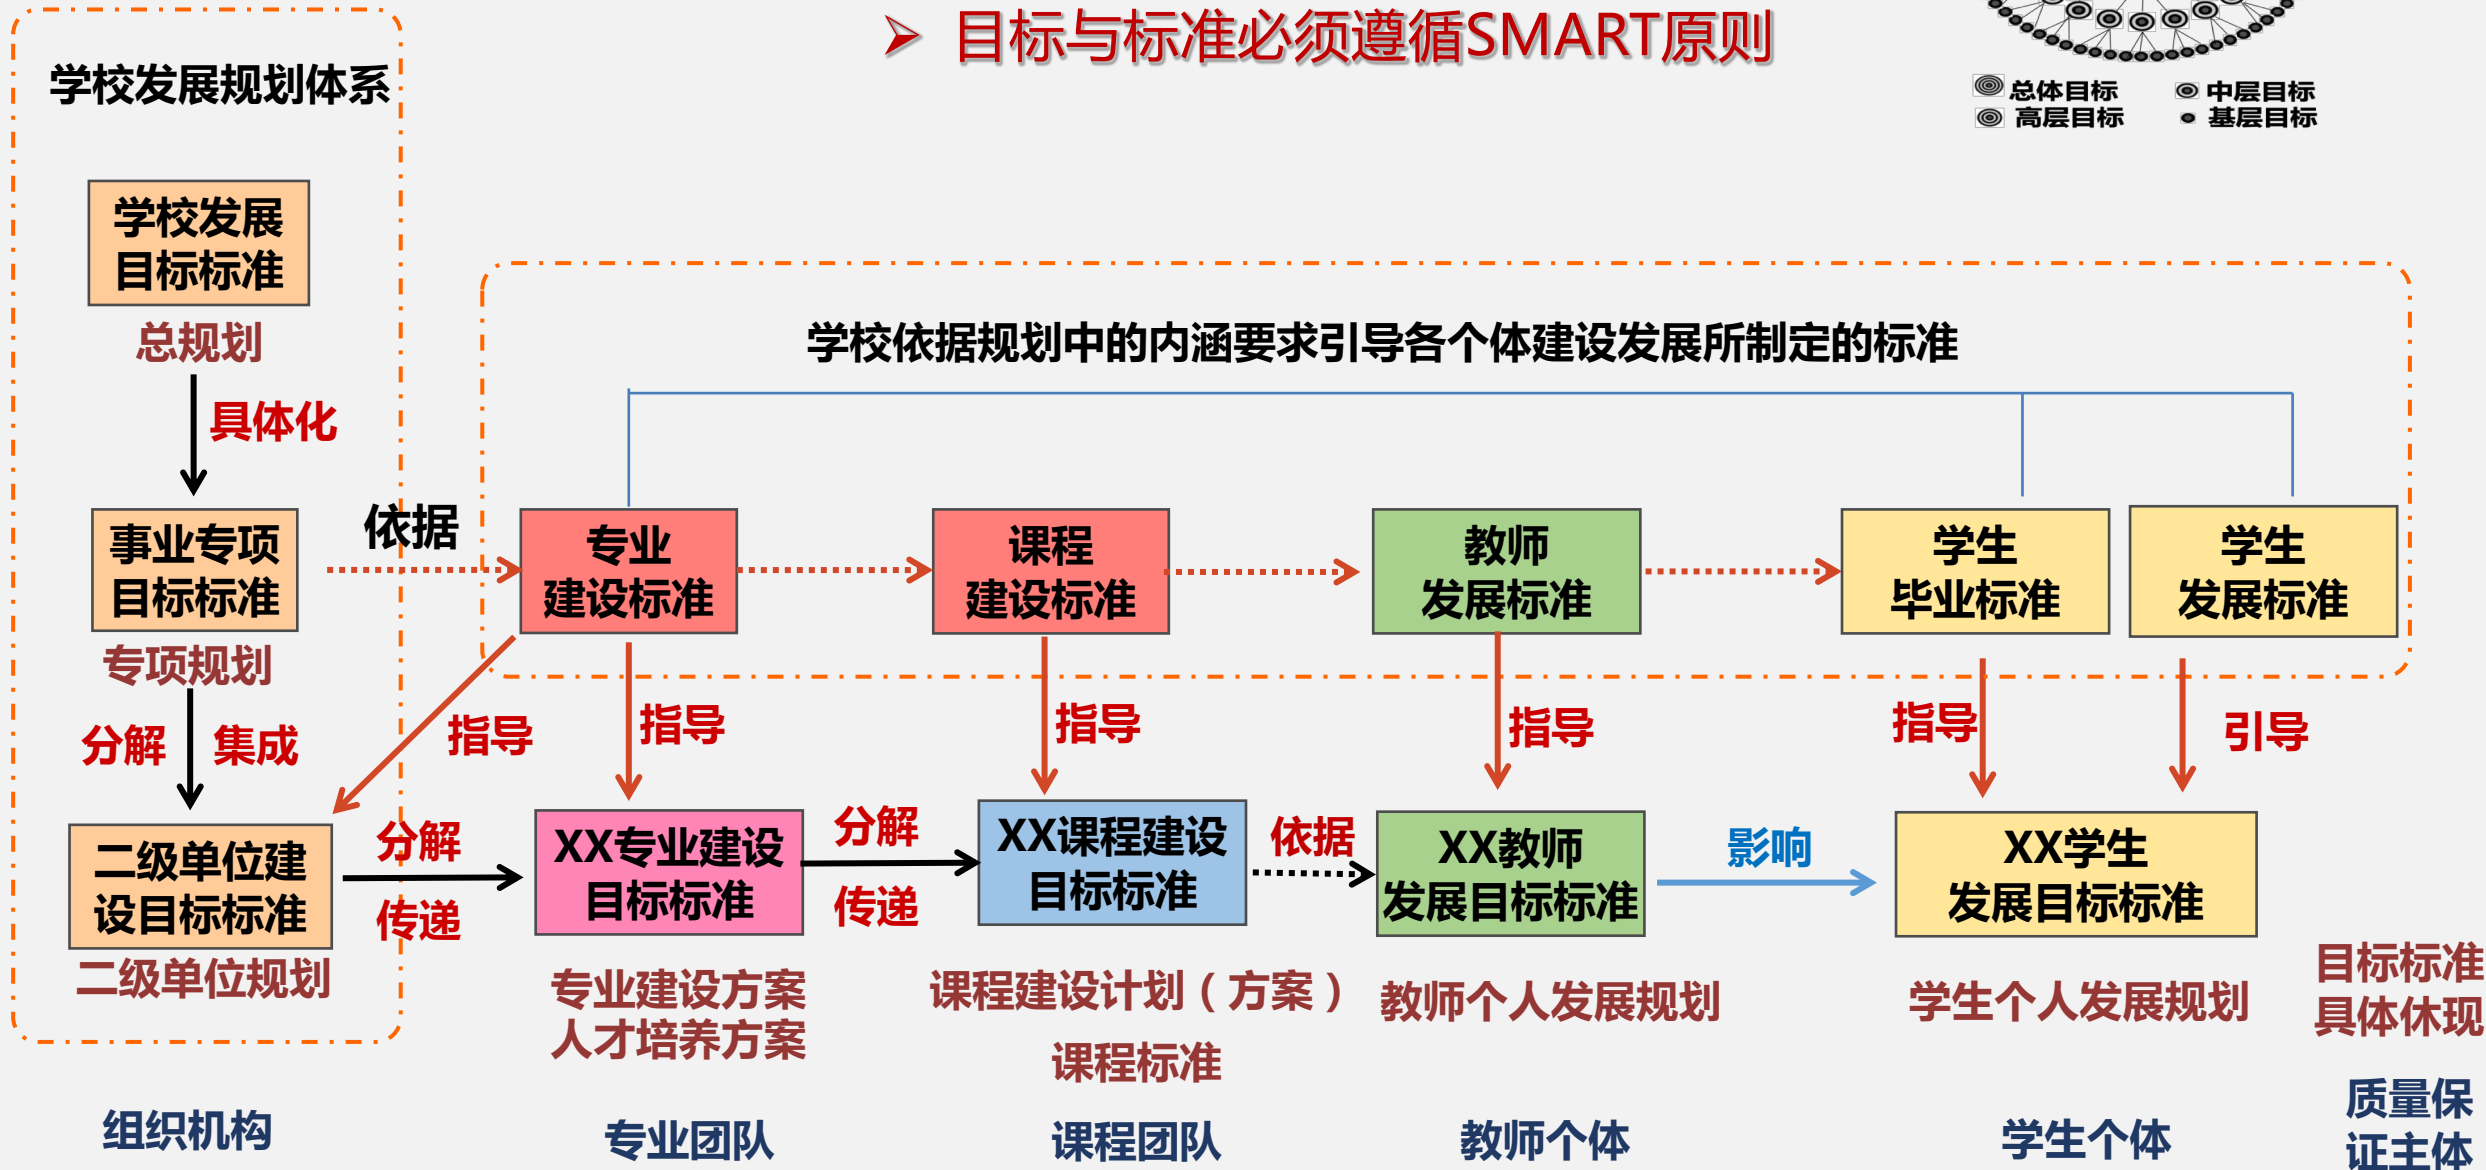 目标与标准必须遵循SMART原则
总体目标
中层目标
高层目标
基层目标
学校发展规划体系
学校发展
目标标准
总规划
具体化
学校依据规划中的内涵要求引导各个体建设发展所制定的标准
事业专项
目标标准
依据
专业
建设标准
课程
建设标准
教师
发展标准
学生
毕业标准
学生
发展标准
专项规划
分解
集成
指导
指导
指导
指导
指导
引导
二级单位建
设目标标准
分解
传递
XX专业建设
目标标准
分解
传递
XX课程建设
目标标准
依据
XX教师
发展目标标准
影响
XX学生
发展目标标准
二级单位规划
专业建设方案
人才培养方案
课程建设计划（方案）
课程标准
教师个人发展规划
学生个人发展规划
目标标准
具体休现
组织机构
专业团队
课程团队
教师个体
学生个体
质量保
证主体